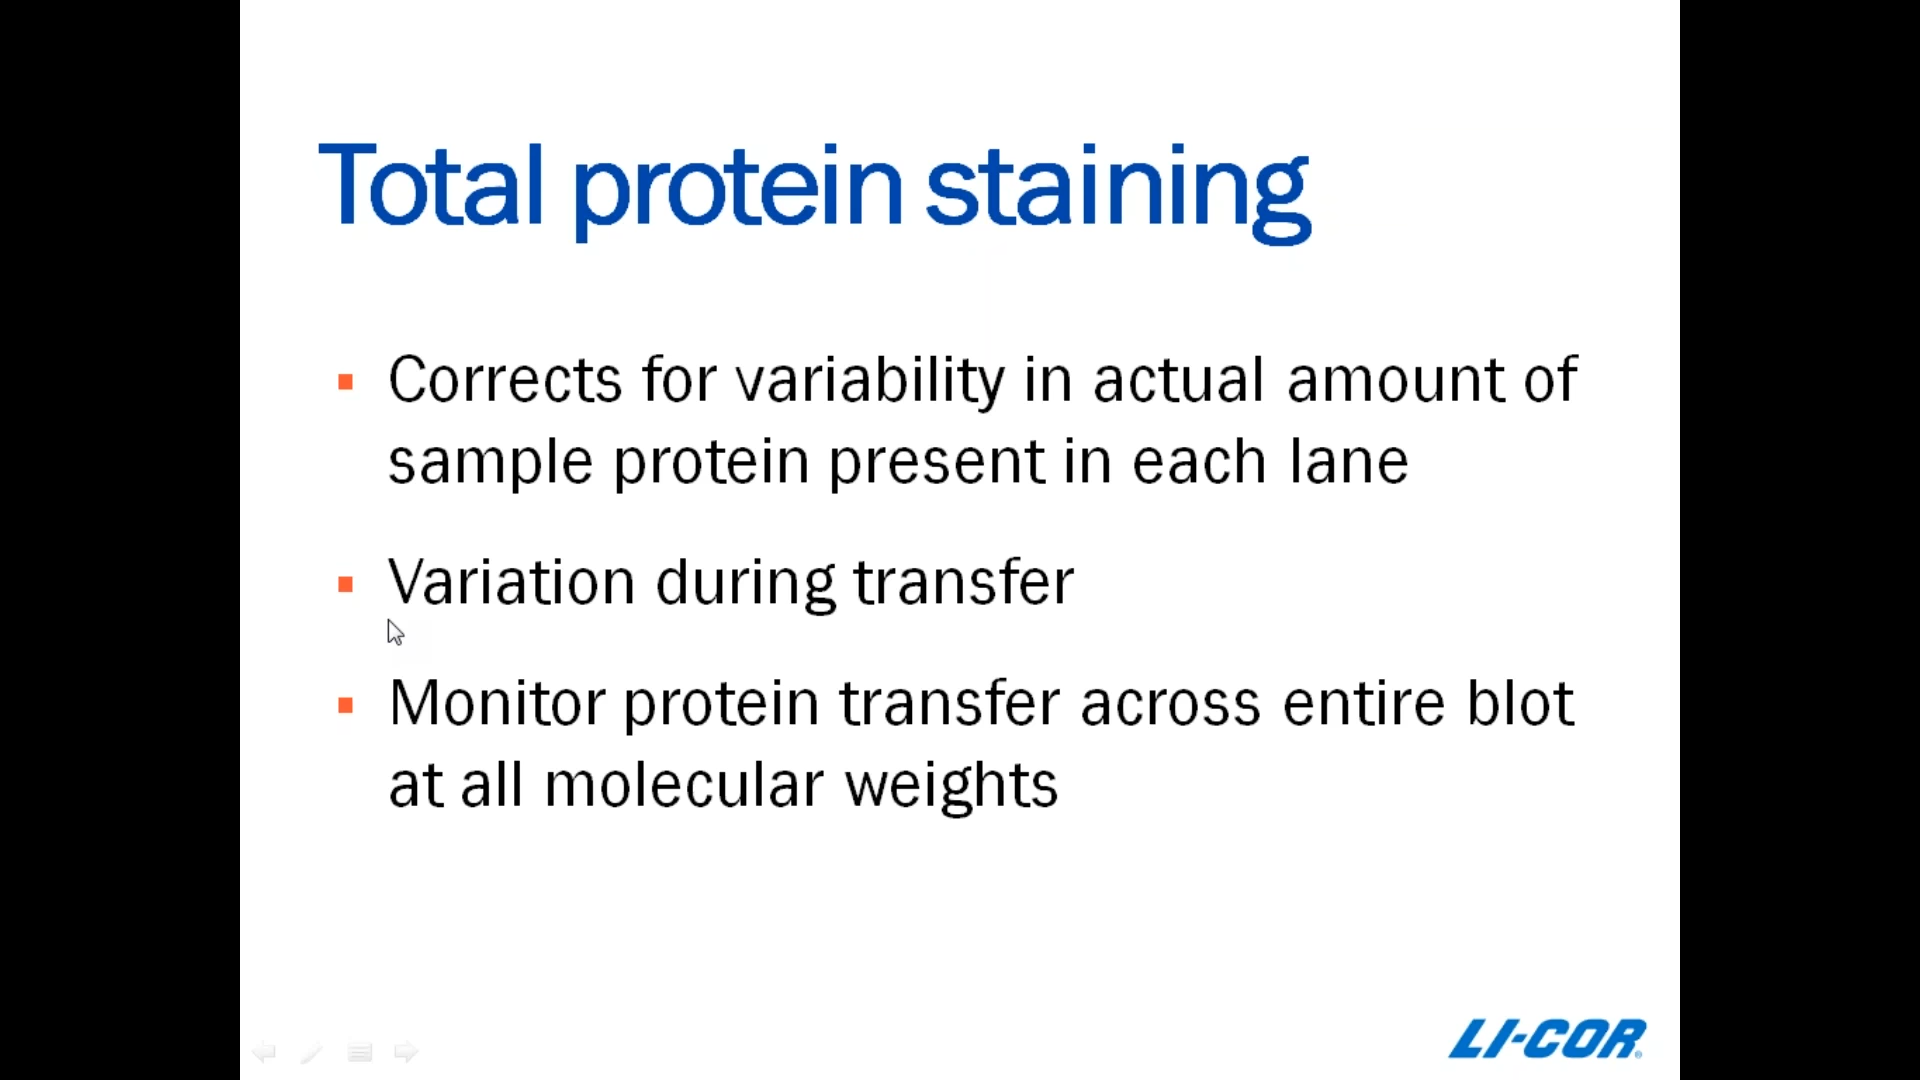 Total protein staining
Corrects for variability in actual amount of
sample protein present in each lane
Variation during transfer
Monitor protein transfer across entire blot
at all molecular weights
LI-COR®